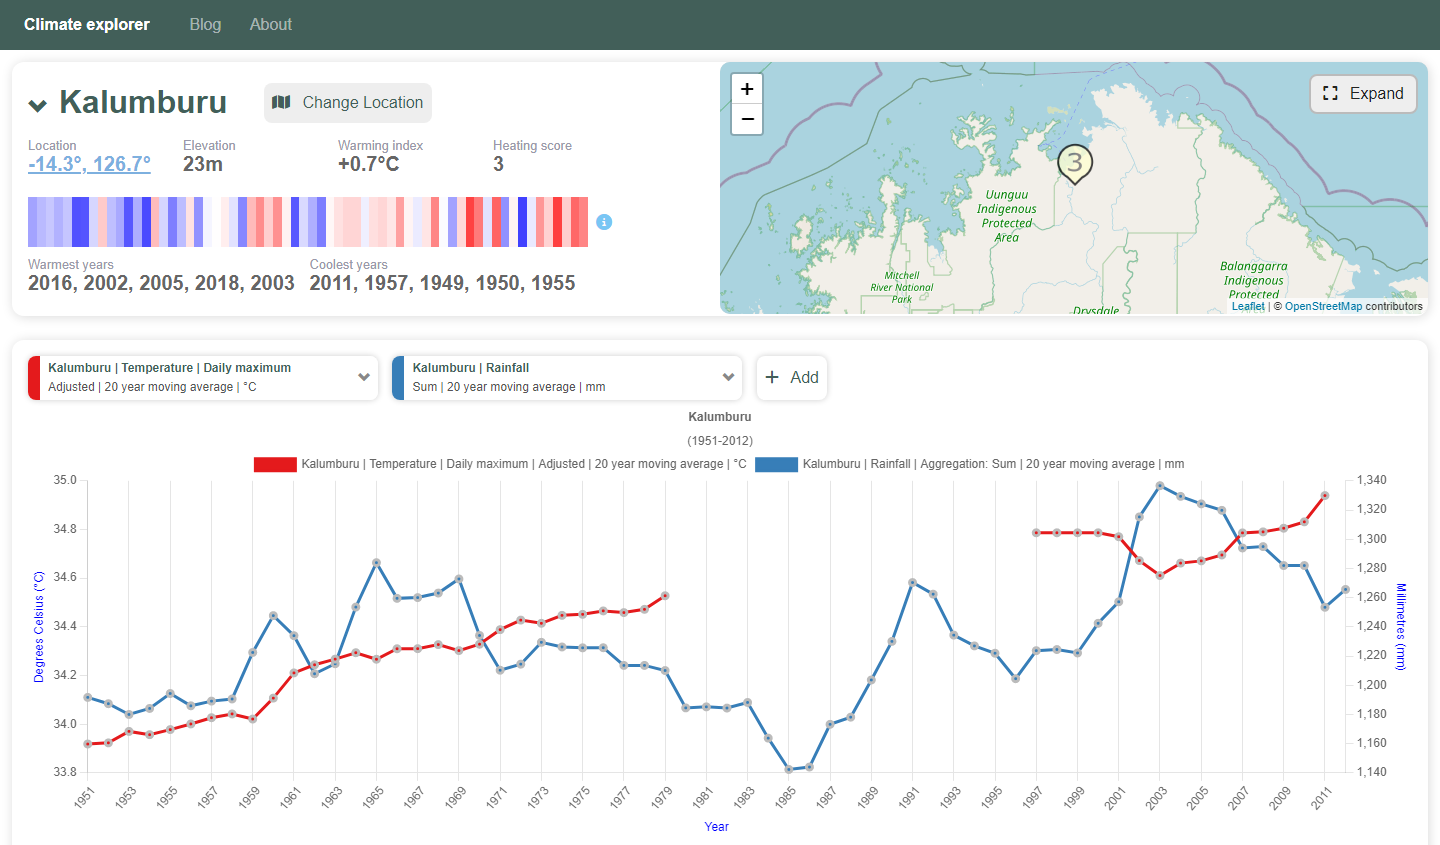 Climate explorer Blog About
Kalumburu
Change Location
Location Elevation Warming index Heating score
-14.3°, 126.7° 23m +0.7°C 3
Warmest years Coolest years
2016, 2002, 2005, 2018, 2003 2011, 1957, 1949, 1950, 1955
+
−
Expand
3
Uunguu
Indigenous
Protected
Area
Mitchell
River National
Park
Balanggarra
Indigenous
Protected
Drysdale
Leaflet | © OpenStreetMap contributors
Kalumburu | Temperature | Daily maximum
Adjusted | 20 year moving average | °C
Kalumburu | Rainfall
Sum | 20 year moving average | mm
+ Add
Kalumburu
(1951-2012)
Kalumburu | Temperature | Daily maximum | Adjusted | 20 year moving average | °C
Kalumburu | Rainfall | Aggregation: Sum | 20 year moving average | mm
35.0
34.8
34.6
34.4
34.2
34.0
33.8
Degrees Celsius (°C)
1,340
1,320
1,300
1,280
1,260
1,240
1,220
1,200
1,180
1,160
1,140
Millimetres (mm)
1951 1953 1955 1957 1959 1961 1963 1965 1967 1969 1971 1973 1975 1977 1979 1981 1983 1985 1987 1989 1991 1993 1995 1997 1999 2001 2003 2005 2007 2009 2011
Year